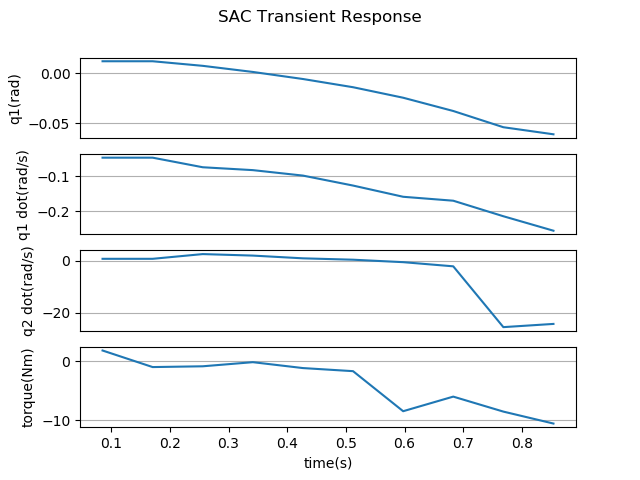 SAC Transient Response
q1(rad)
0.00
−0.05
q1 dot(rad/s)
−0.1
−0.2
q2 dot(rad/s)
0
−20
torque(Nm)
0
−10
0.1 0.2 0.3 0.4 0.5 0.6 0.7 0.8
time(s)